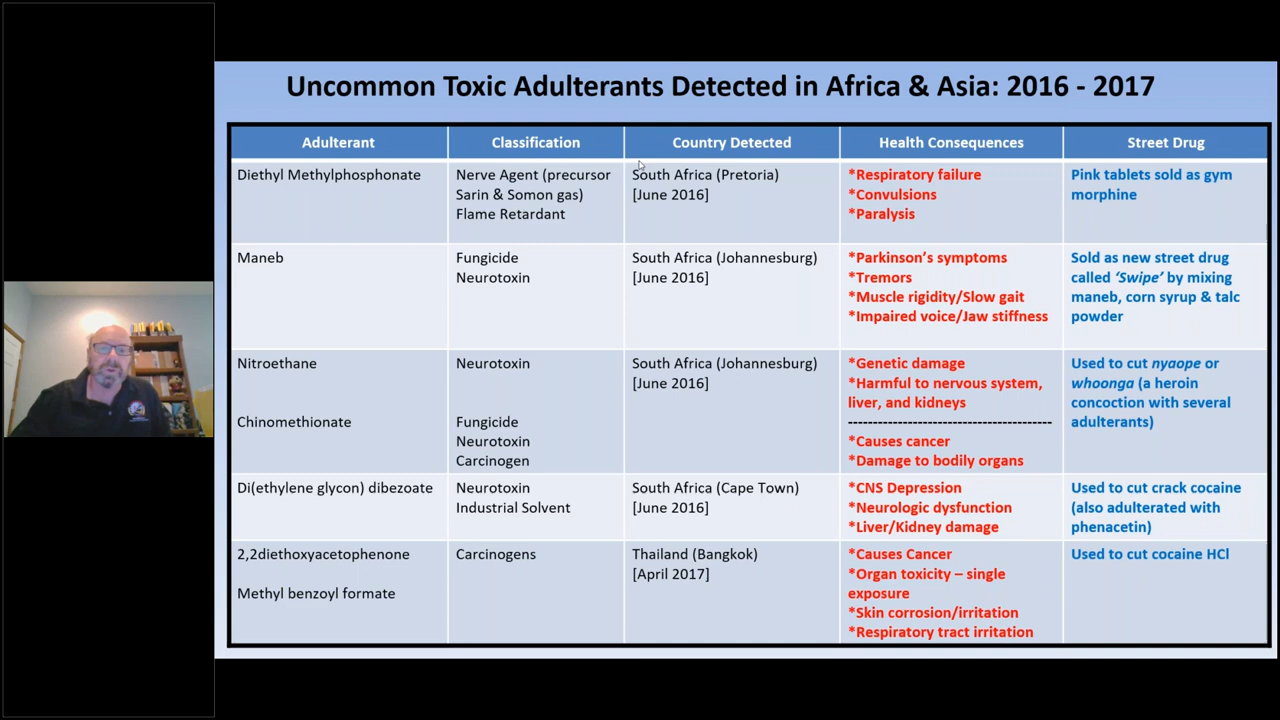 Uncommon Toxic Adulterants Detected in Africa & Asia: 2016 - 2017
Adulterant
Classification
Country Detected
Health Consequences
Street Drug
Diethyl Methylphosphonate
Nerve Agent (precursor
Sarin & Somon gas)
Flame Retardant
South Africa (Pretoria)
[June 2016]
*Respiratory failure
*Convulsions
*Paralysis
Pink tablets sold as gym
morphine
Maneb
Fungicide
Neurotoxin
South Africa (Johannesburg)
[June 2016]
*Parkinson's symptoms
*Tremors
*Muscle rigidity/Slow gait
*Impaired voice/Jaw stiffness
Sold as new street drug
called 'Swipe' by mixing
maneb, corn syrup & talc
powder
Nitroethane
Neurotoxin
South Africa (Johannesburg)
[June 2016]
*Genetic damage
*Harmful to nervous system,
liver, and kidneys
Used to cut nyaope or
whoonga (a heroin
concoction with several
adulterants)
Chinomethionate
Fungicide
Neurotoxin
Carcinogen
------------------------------------------
*Causes cancer
*Damage to bodily organs
Di(ethylene glycon) dibezoate
Neurotoxin
Industrial Solvent
South Africa (Cape Town)
[June 2016]
*CNS Depression
*Neurologic dysfunction
*Liver/Kidney damage
Used to cut crack cocaine
(also adulterated with
phenacetin)
2,2diethoxyacetophenone
Methyl benzoyl formate
Carcinogens
Thailand (Bangkok)
[April 2017]
*Causes Cancer
*Organ toxicity – single
exposure
*Skin corrosion/irritation
*Respiratory tract irritation
Used to cut cocaine HCl